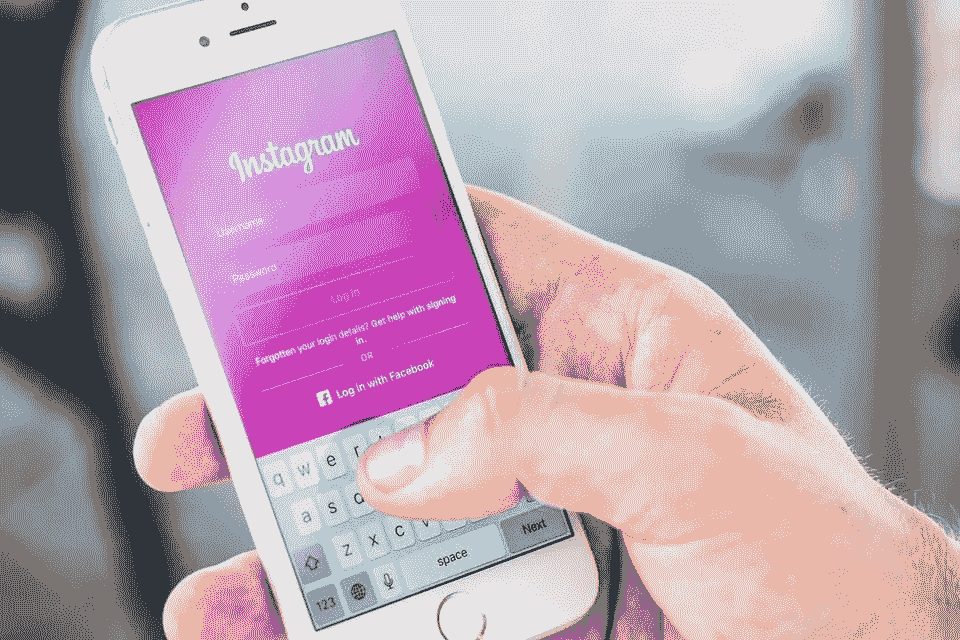 Instagram
Username
Password
Log in
Forgotten your login details? Get help with signing
in.
OR
Log in with Facebook
q w e r
a s d
z x c v
123 space Next